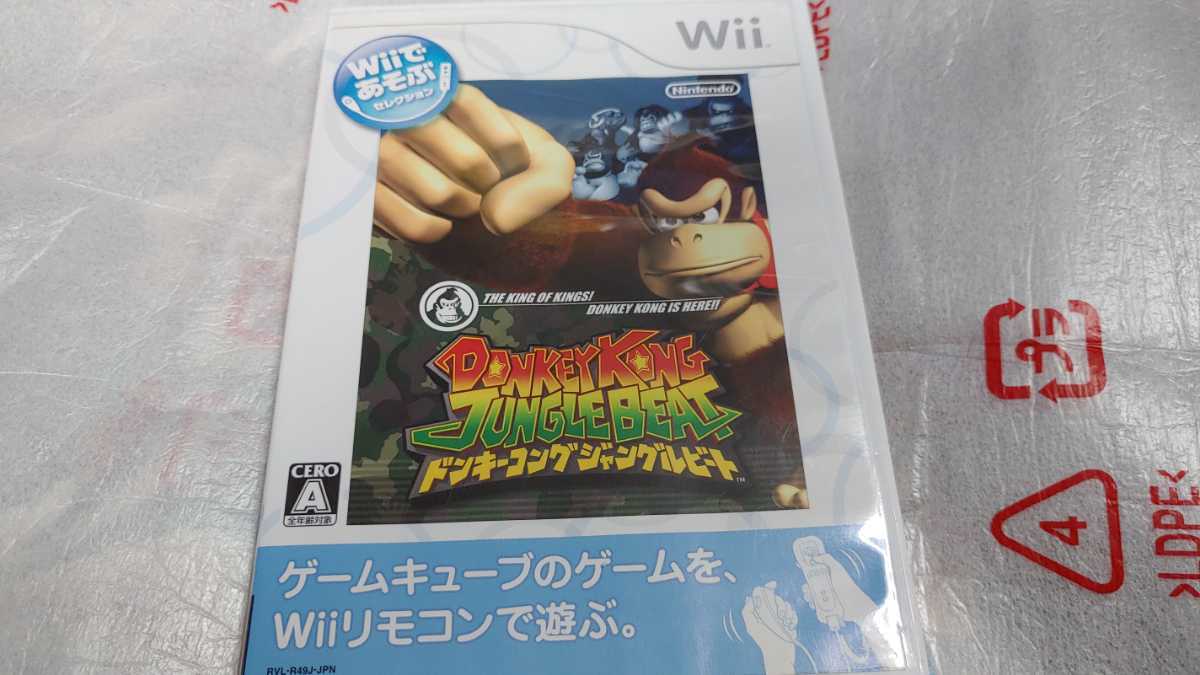 Wii
Wiiで
あそぶ
セレクション
Nintendo
THE KING OF KINGS!
DONKEY KONG IS HERE!!
DONKEY KONG
JUNGLE BEAT
ドンキーコングジャングルビート
TM
CERO
A
全年齢対象
ゲームキューブのゲームを、
Wiiリモコンで遊ぶ。
RVL-R49J-JPN
プラ
4
>LDPE<